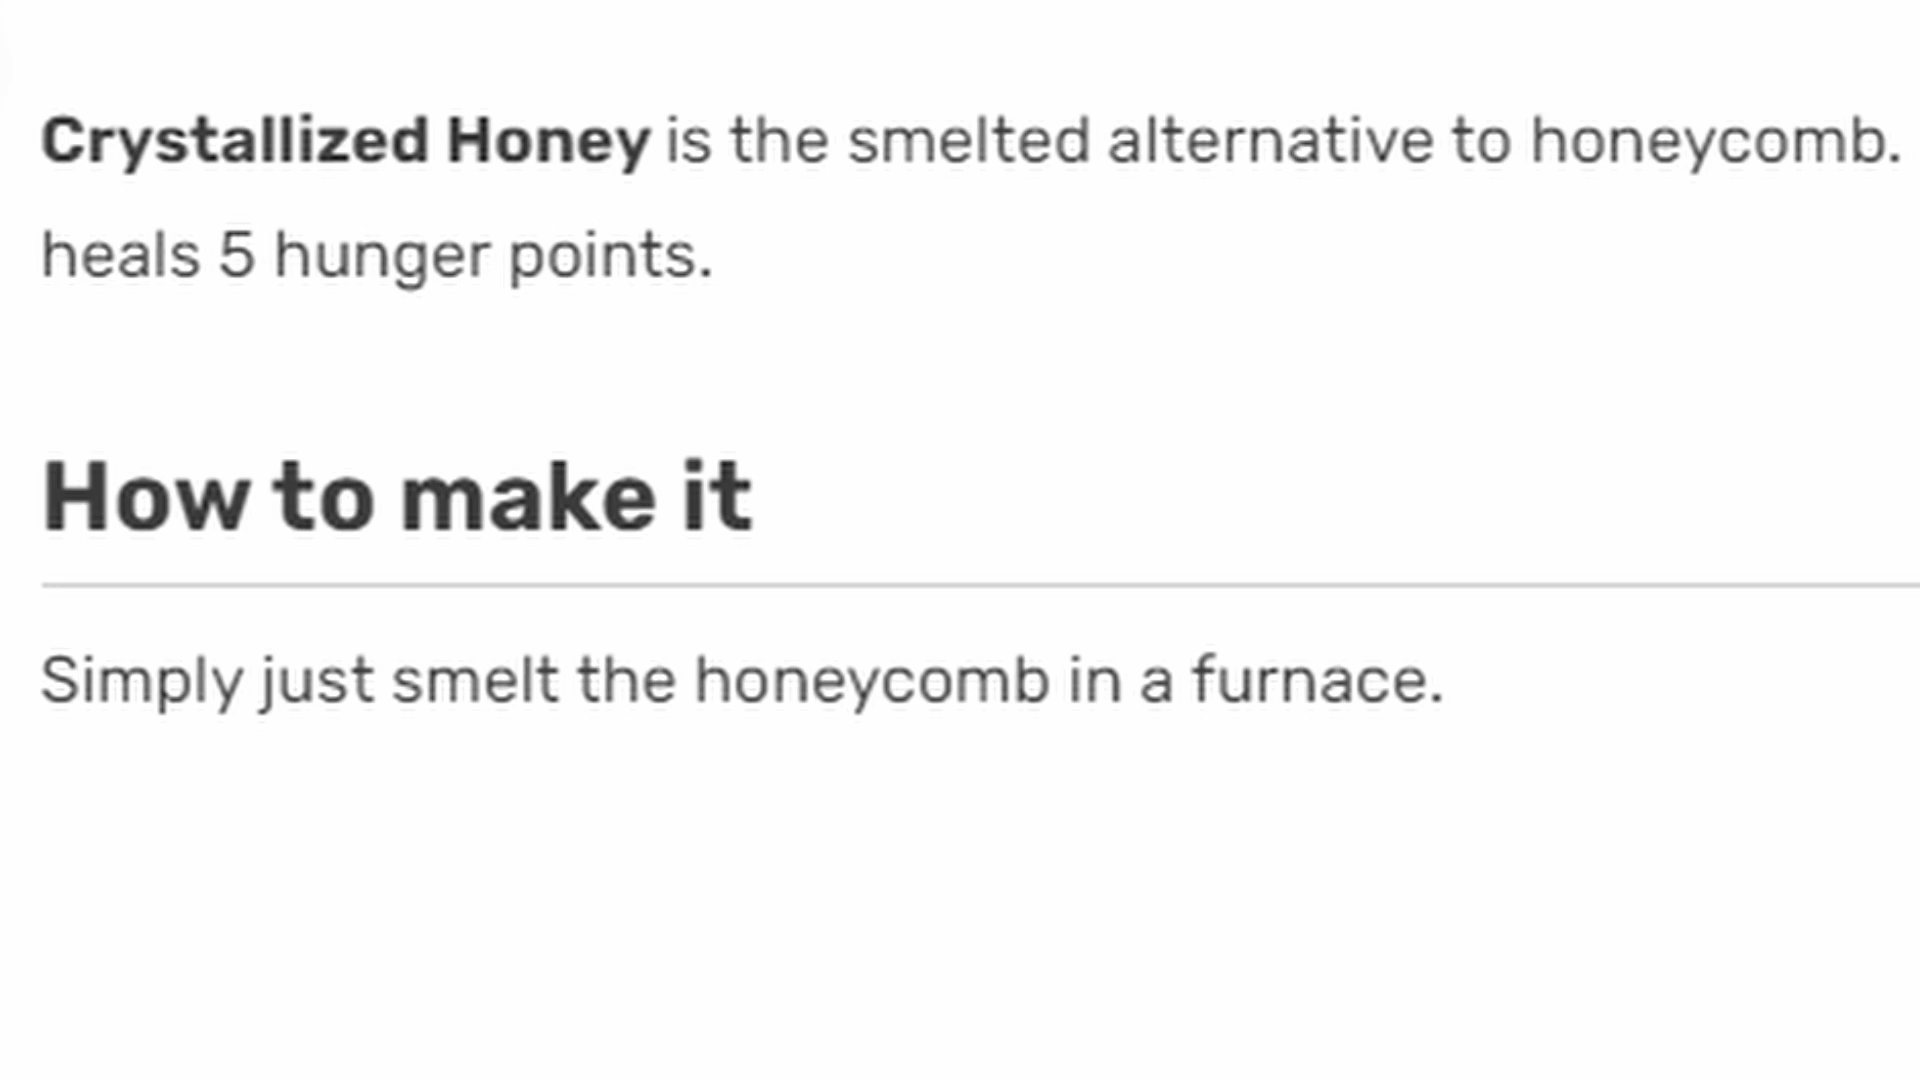 Crystallized Honey is the smelted alternative to honeycomb.
heals 5 hunger points.
How to make it
Simply just smelt the honeycomb in a furnace.